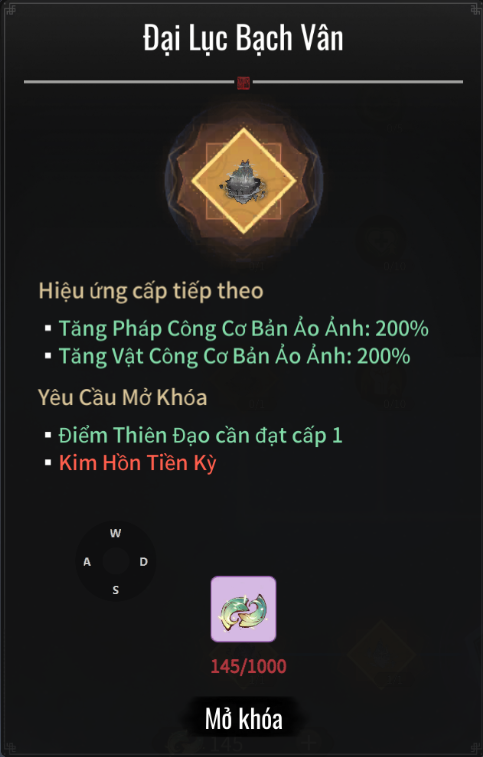 Đại Lục Bạch Vân
Hiệu ứng cấp tiếp theo
▪ Tăng Pháp Công Cơ Bản Ảo Ảnh: 200%
▪ Tăng Vật Công Cơ Bản Ảo Ảnh: 200%
Yêu Cầu Mở Khóa
▪ Điểm Thiên Đạo cần đạt cấp 1
▪ Kim Hồn Tiền Kỳ
W
A D
S
145/1000
Mở khóa
145